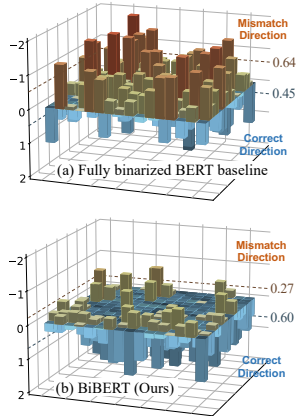 Mismatch
Direction
−2
−1
0
1
2
0.64
0.45
Correct
Direction
(a) Fully binarized BERT baseline
Mismatch
Direction
−2
−1
0
1
2
0.27
0.60
Correct
Direction
(b) BiBERT (Ours)